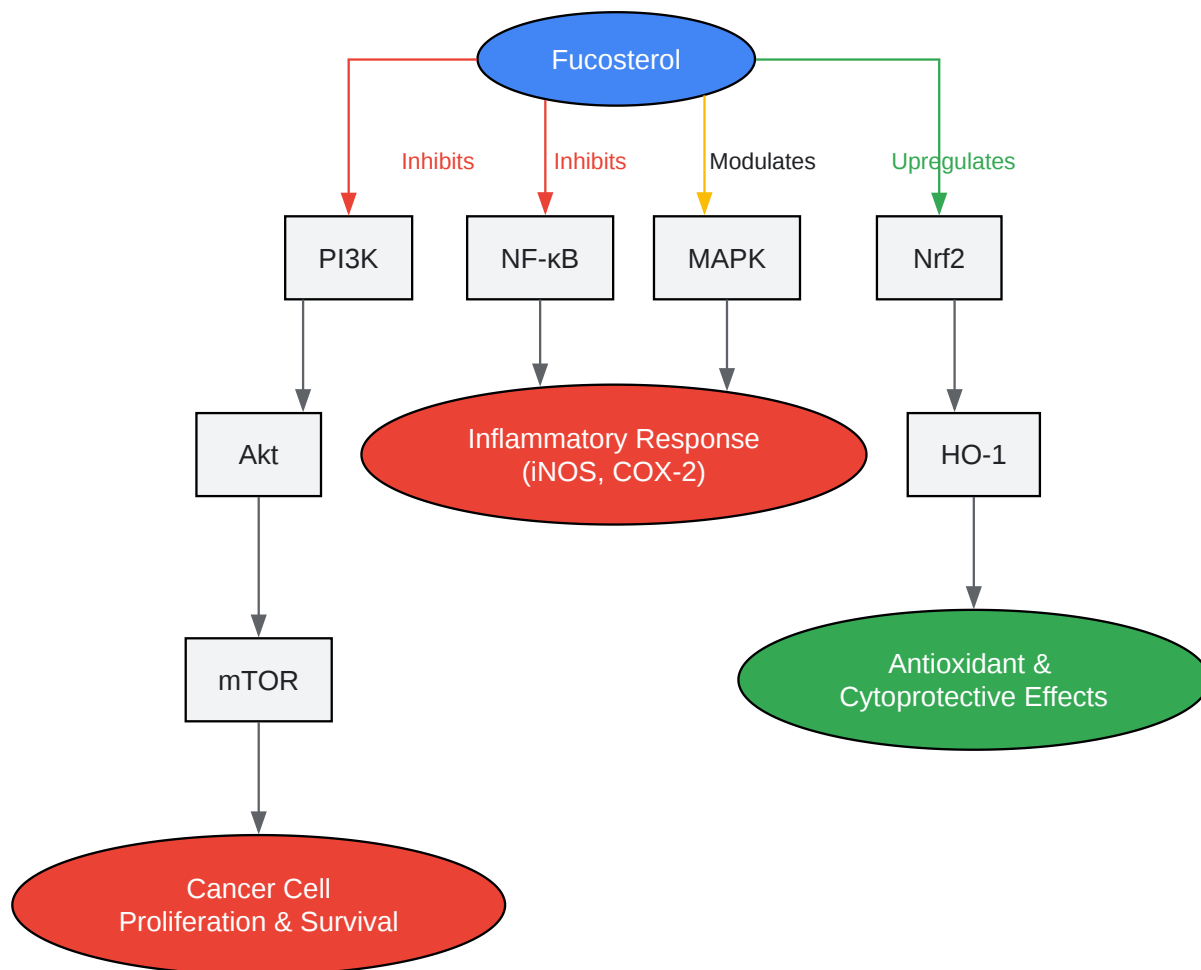 Fucosterol
Inhibits
Inhibits
Modulates
Upregulates
PI3K
NF-κB
MAPK
Nrf2
Akt
Inflammatory Response
(iNOS, COX-2)
HO-1
mTOR
Antioxidant &
Cytoprotective Effects
Cancer Cell
Proliferation & Survival